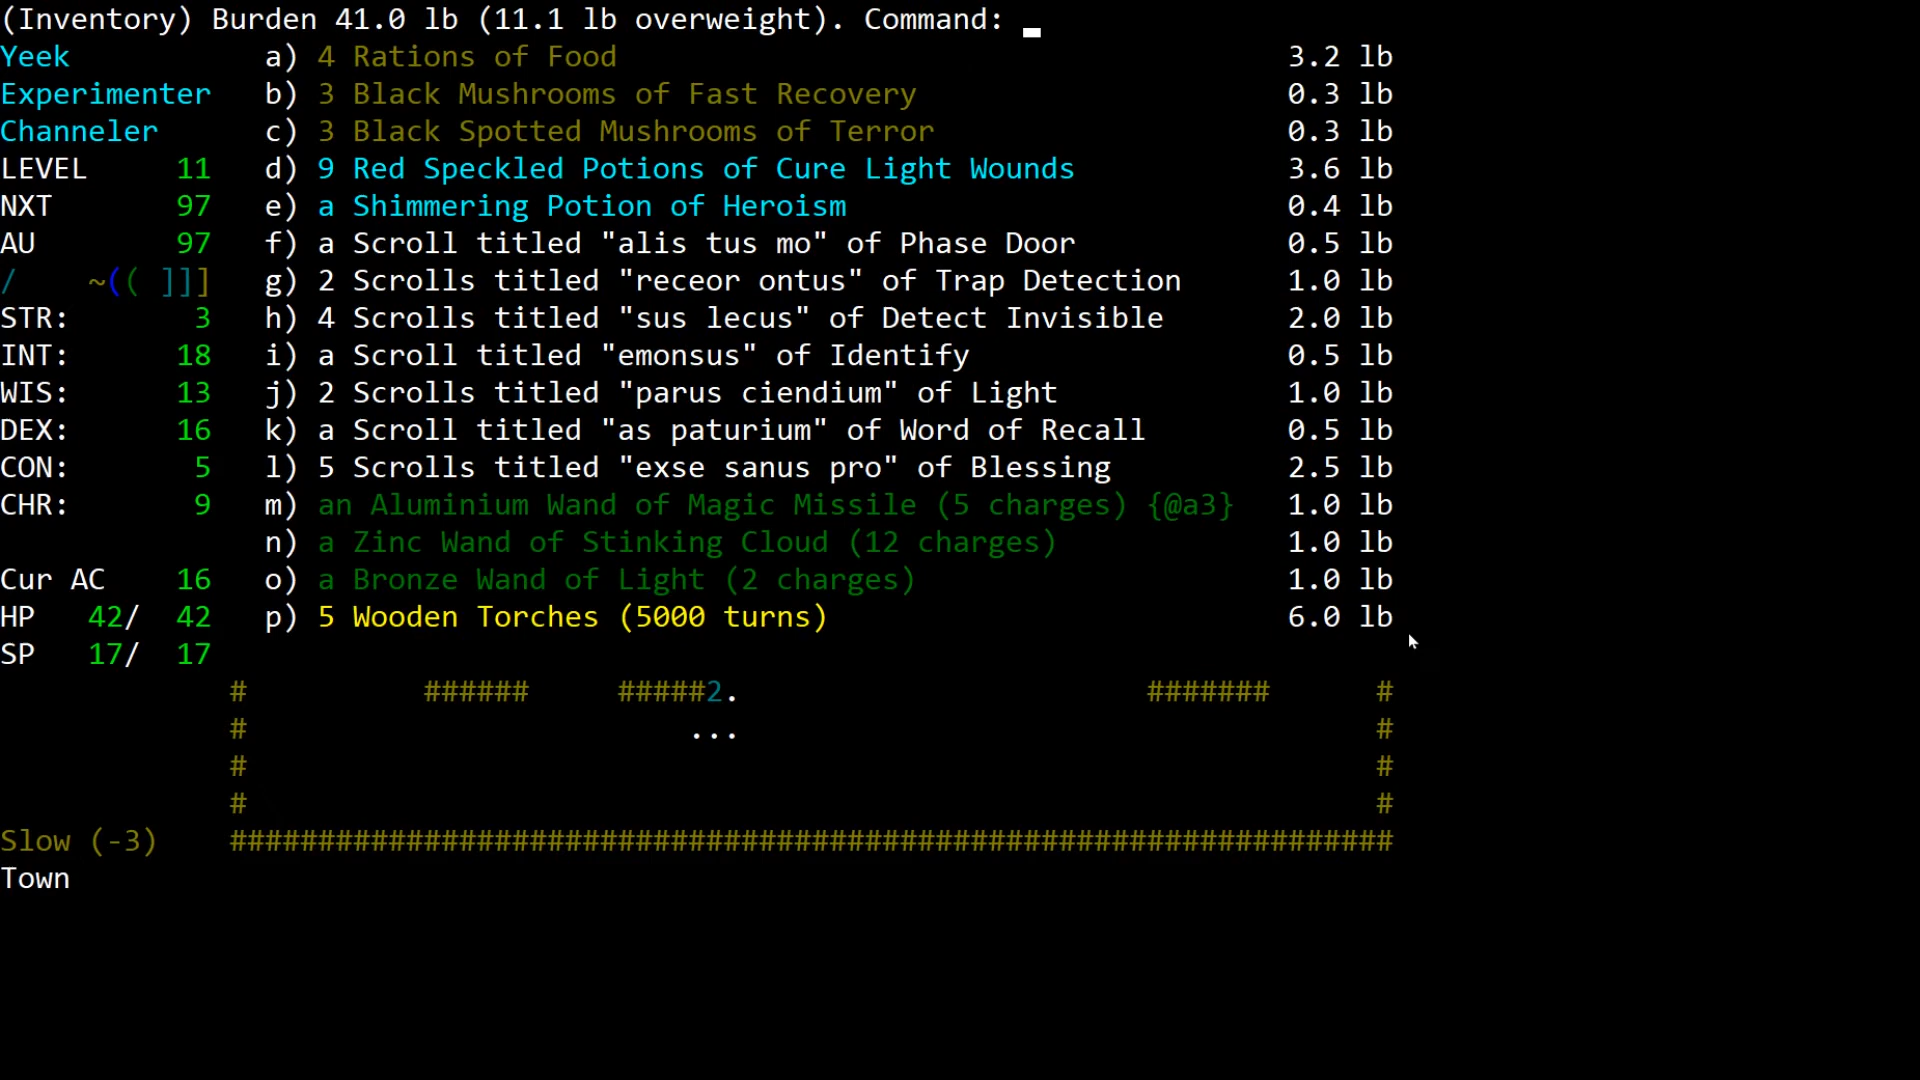 (Inventory) Burden 41.0 lb (11.1 lb overweight). Command:
Yeek a) 4 Rations of Food 3.2 lb
Experimenter b) 3 Black Mushrooms of Fast Recovery 0.3 lb
Channeler c) 3 Black Spotted Mushrooms of Terror 0.3 lb
LEVEL 11 d) 9 Red Speckled Potions of Cure Light Wounds 3.6 lb
NXT 97 e) a Shimmering Potion of Heroism 0.4 lb
AU 97 f) a Scroll titled "alis tus mo" of Phase Door 0.5 lb
/ ~(( ]]] g) 2 Scrolls titled "receor ontus" of Trap Detection 1.0 lb
STR: 3 h) 4 Scrolls titled "sus lecus" of Detect Invisible 2.0 lb
INT: 18 i) a Scroll titled "emonsus" of Identify 0.5 lb
WIS: 13 j) 2 Scrolls titled "parus ciendium" of Light 1.0 lb
DEX: 16 k) a Scroll titled "as paturium" of Word of Recall 0.5 lb
CON: 5 l) 5 Scrolls titled "exse sanus pro" of Blessing 2.5 lb
CHR: 9 m) an Aluminium Wand of Magic Missile (5 charges) {@a3} 1.0 lb
n) a Zinc Wand of Stinking Cloud (12 charges) 1.0 lb
Cur AC 16 o) a Bronze Wand of Light (2 charges) 1.0 lb
HP 42/ 42 p) 5 Wooden Torches (5000 turns) 6.0 lb
SP 17/ 17
# ###### #####2. ####### #
# ... #
# #
# #
Slow (-3) ##################################################################
Town